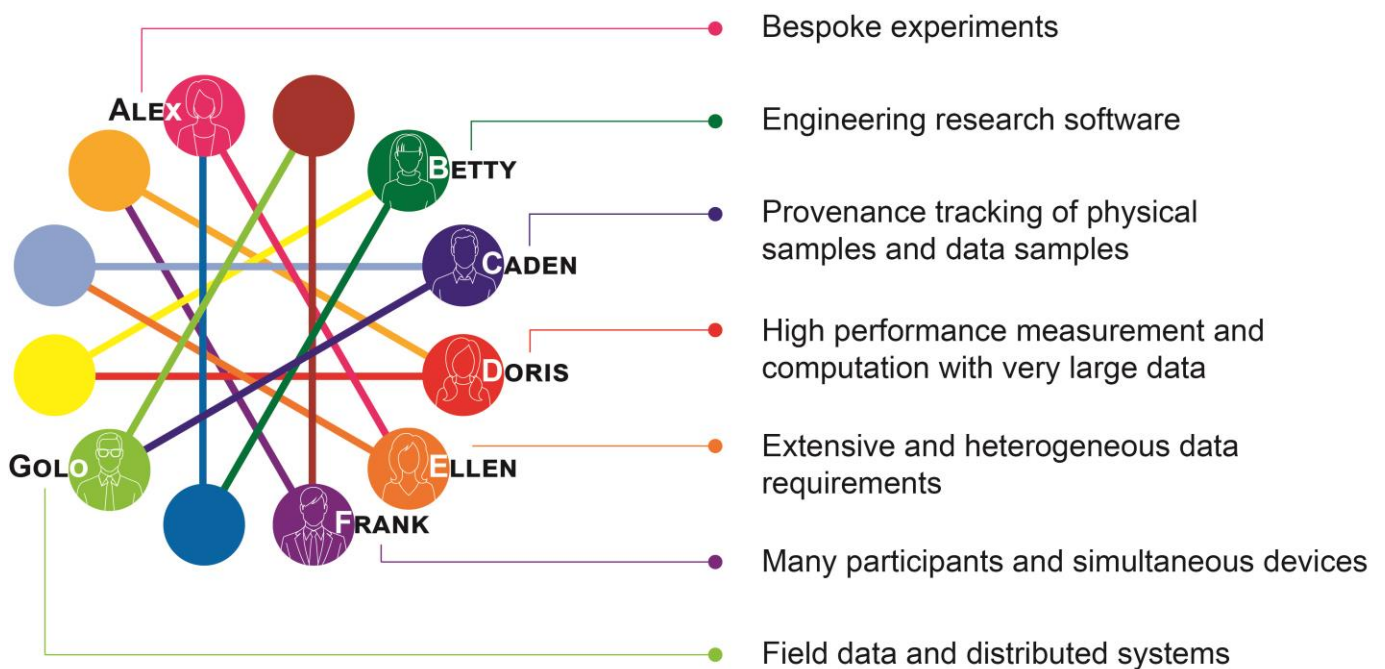 Bespoke experiments
ALEX
Engineering research software
BETTY
Provenance tracking of physical
samples and data samples
CADEN
High performance measurement and
computation with very large data
DORIS
Extensive and heterogeneous data
requirements
ELLEN
GOLO
FRANK
Many participants and simultaneous devices
Field data and distributed systems